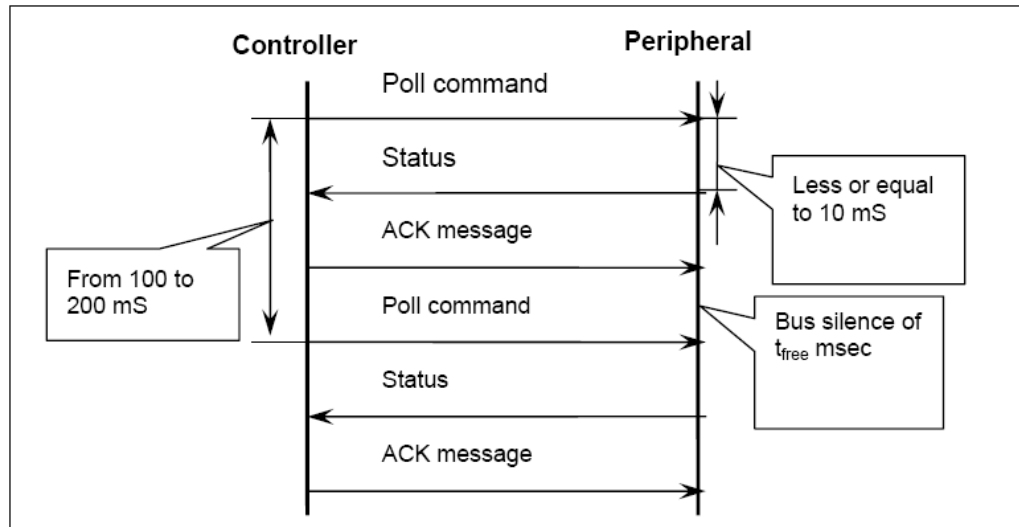 Controller
Peripheral
Poll command
Status
Less or equal
to 10 mS
ACK message
From 100 to
200 mS
Poll command
Bus silence of
tfree msec
Status
ACK message